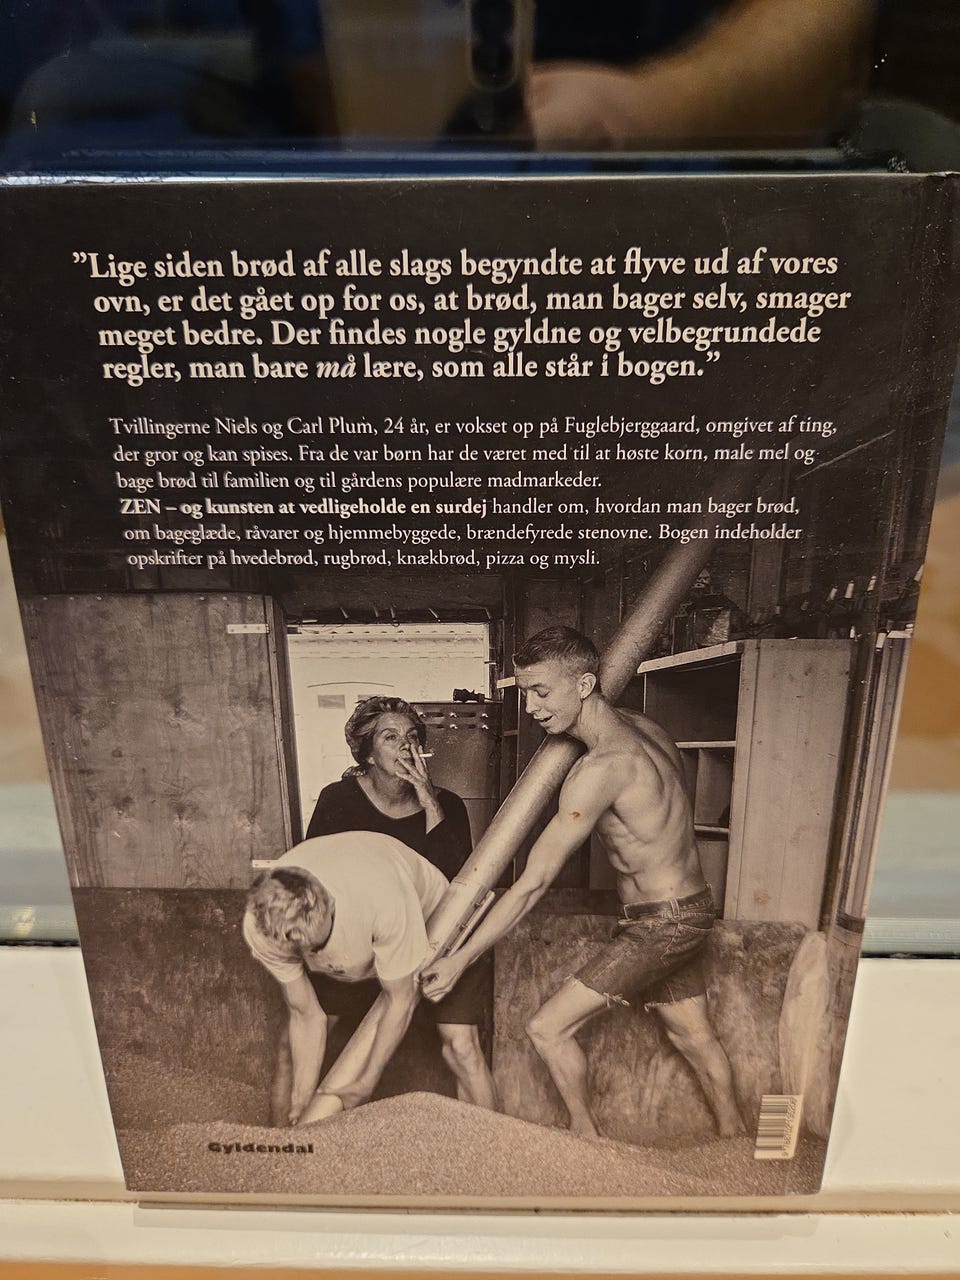 ”Lige siden brød af alle slags begyndte at flyve ud af vores
ovn, er det gået op for os, at brød, man bager selv, smager
meget bedre. Der findes nogle gyldne og velbegrundede
regler, man bare må lære, som alle står i bogen.”
Tvillingerne Niels og Carl Plum, 24 år, er vokset op på Fuglebjerggaard, omgivet af ting,
der gror og kan spises. Fra de var børn har de været med til at høste korn, male mel og
bage brød til familien og til gårdens populære madmarkeder.
ZEN – og kunsten at vedligeholde en surdej handler om, hvordan man bager brød,
om bageglæde, råvarer og hjemmebyggede, brændefyrede stenovne. Bogen indeholder
opskrifter på hvedebrød, rugbrød, knækbrød, pizza og mysli.
Gyldendal